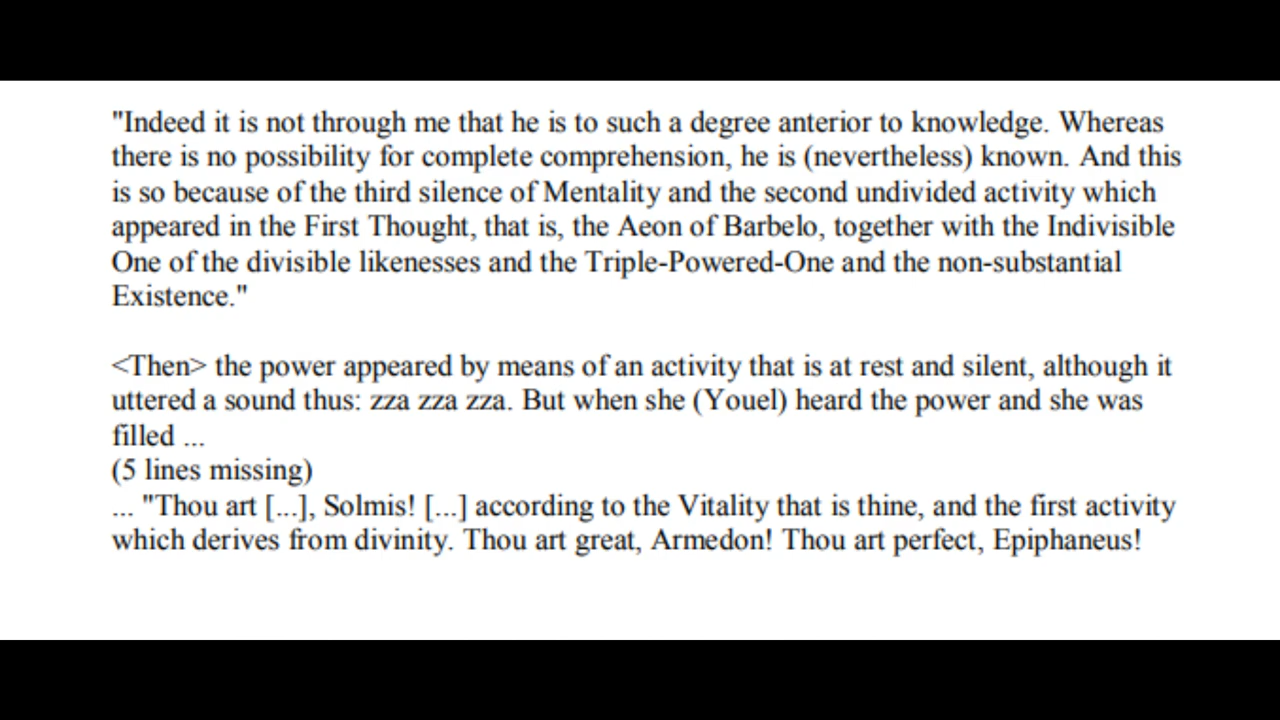 "Indeed it is not through me that he is to such a degree anterior to knowledge. Whereas
there is no possibility for complete comprehension, he is (nevertheless) known. And this
is so because of the third silence of Mentality and the second undivided activity which
appeared in the First Thought, that is, the Aeon of Barbelo, together with the Indivisible
One of the divisible likenesses and the Triple-Powered-One and the non-substantial
Existence."
<Then> the power appeared by means of an activity that is at rest and silent, although it
uttered a sound thus: zza zza zza. But when she (Youel) heard the power and she was
filled ...
(5 lines missing)
... "Thou art [...], Solmis! [...] according to the Vitality that is thine, and the first activity
which derives from divinity. Thou art great, Armedon! Thou art perfect, Epiphaneus!